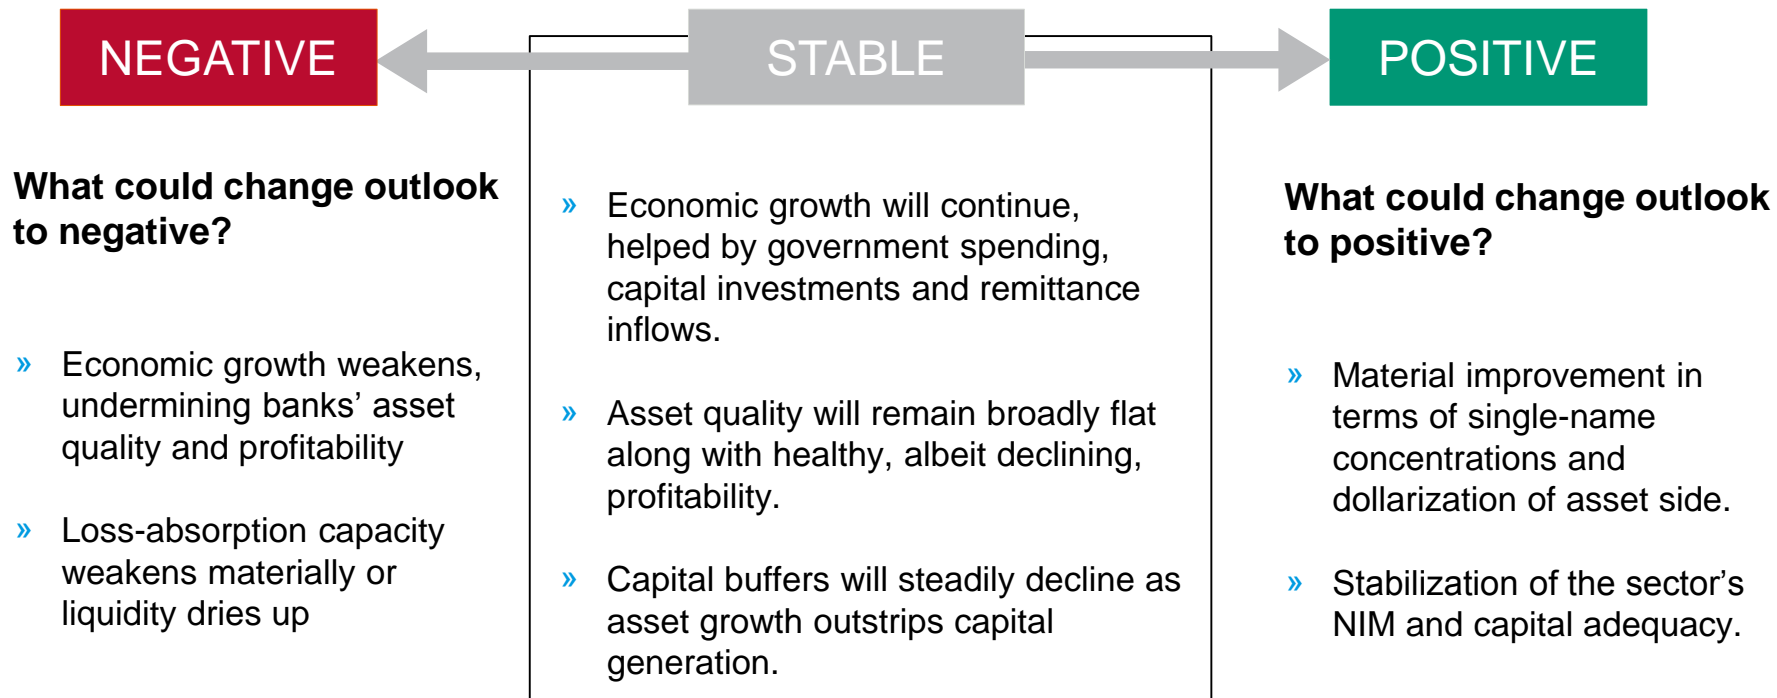 NEGATIVE
STABLE
POSITIVE
What could change outlook
to negative?
» Economic growth weakens,
undermining banks’ asset
quality and profitability
» Loss-absorption capacity
weakens materially or
liquidity dries up
» Economic growth will continue,
helped by government spending,
capital investments and remittance
inflows.
» Asset quality will remain broadly flat
along with healthy, albeit declining,
profitability.
» Capital buffers will steadily decline as
asset growth outstrips capital
generation.
What could change outlook
to positive?
» Material improvement in
terms of single-name
concentrations and
dollarization of asset side.
» Stabilization of the sector’s
NIM and capital adequacy.